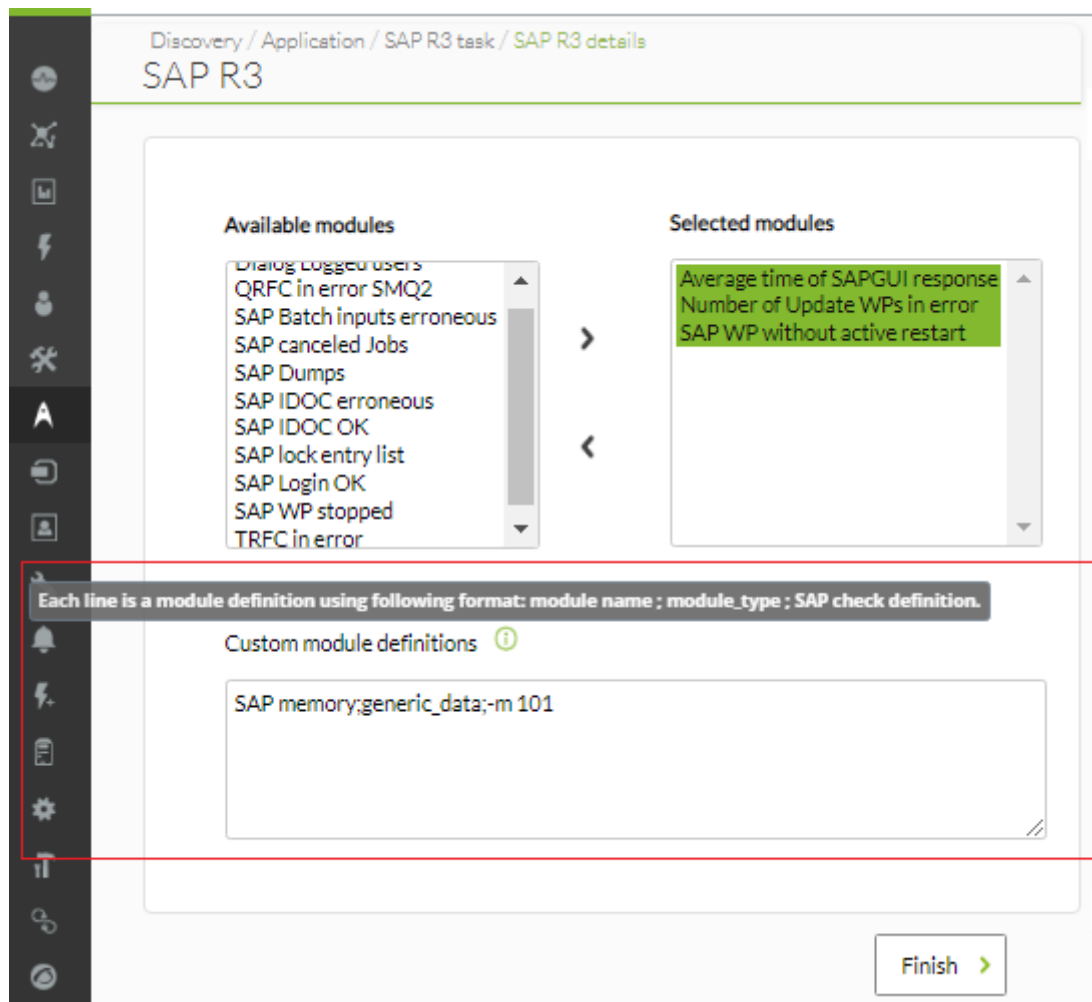 Discovery / Application / SAP R3 task / SAP R3 details
SAP R3
Available modules
Dialog Logged users
QRFC in error SMQ2
SAP Batch inputs erroneous
SAP canceled Jobs
SAP Dumps
SAP IDOC erroneous
SAP IDOC OK
SAP lock entry list
SAP Login OK
SAP WP stopped
TRFC in error
Selected modules
Average time of SAPGUI response
Number of Update WPs in error
SAP WP without active restart
Each line is a module definition using following format: module name ; module_type ; SAP check definition.
Custom module definitions
SAP memory;generic_data;-m 101
Finish